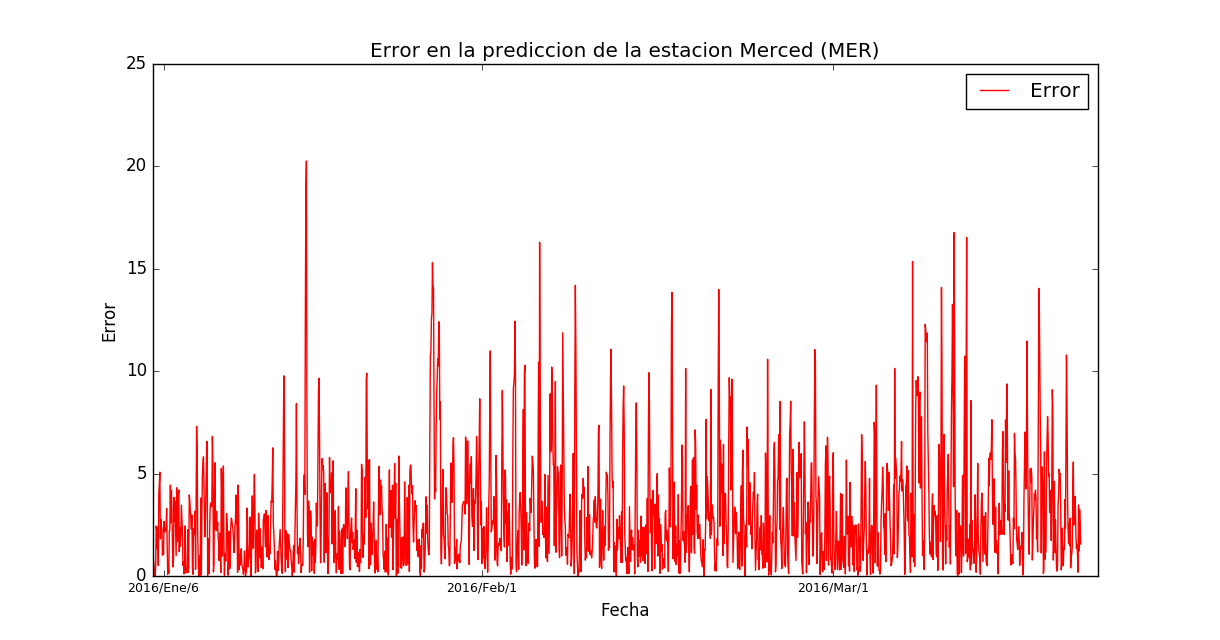 Error en la prediccion de la estacion Merced (MER)
25
Error
20
15
Error
10
5
0
2016/Ene/6
2016/Feb/1
2016/Mar/1
Fecha